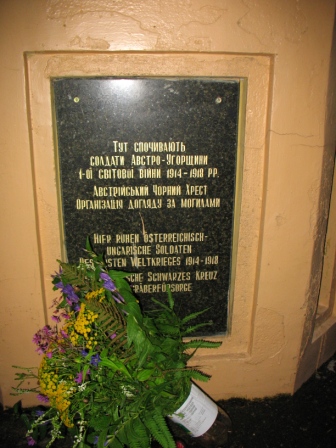 Тут спочивають
солдати Австро-Угорщини
1-ої світової війни 1914-1918 рр.
Австрійський Чорний Хрест
Організація догляду за могилами
Hier ruhen Österreichisch-
ungarische Soldaten
Des Ersten Weltkrieges 1914-1918
Schwarzes Kreuz